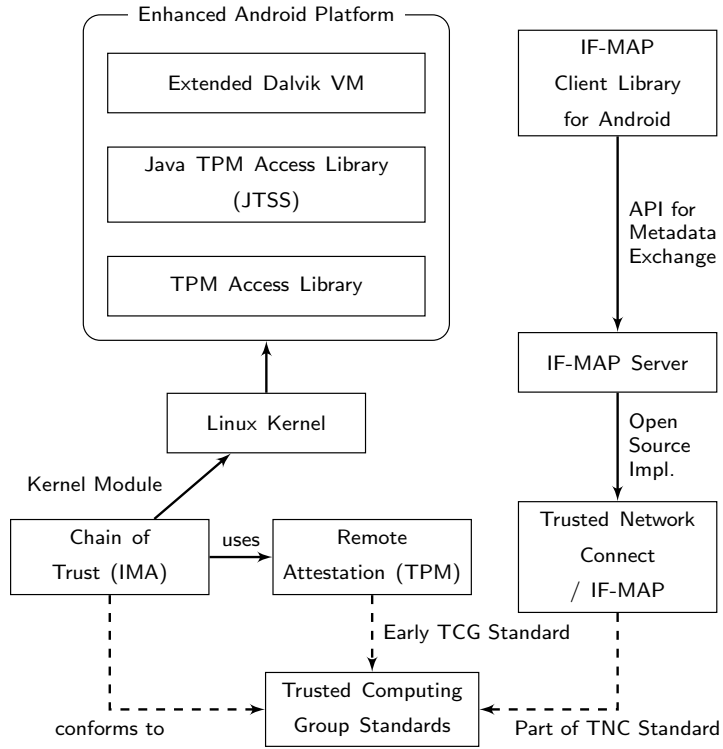 Enhanced Android Platform
Extended Dalvik VM
Java TPM Access Library
(JTSS)
TPM Access Library
IF-MAP
Client Library
for Android
API for
Metadata
Exchange
IF-MAP Server
Linux Kernel
Open
Source
Impl.
Kernel Module
Chain of
Trust (IMA)
uses
Remote
Attestation (TPM)
Trusted Network
Connect
/ IF-MAP
Early TCG Standard
Trusted Computing
Group Standards
conforms to
Part of TNC Standard